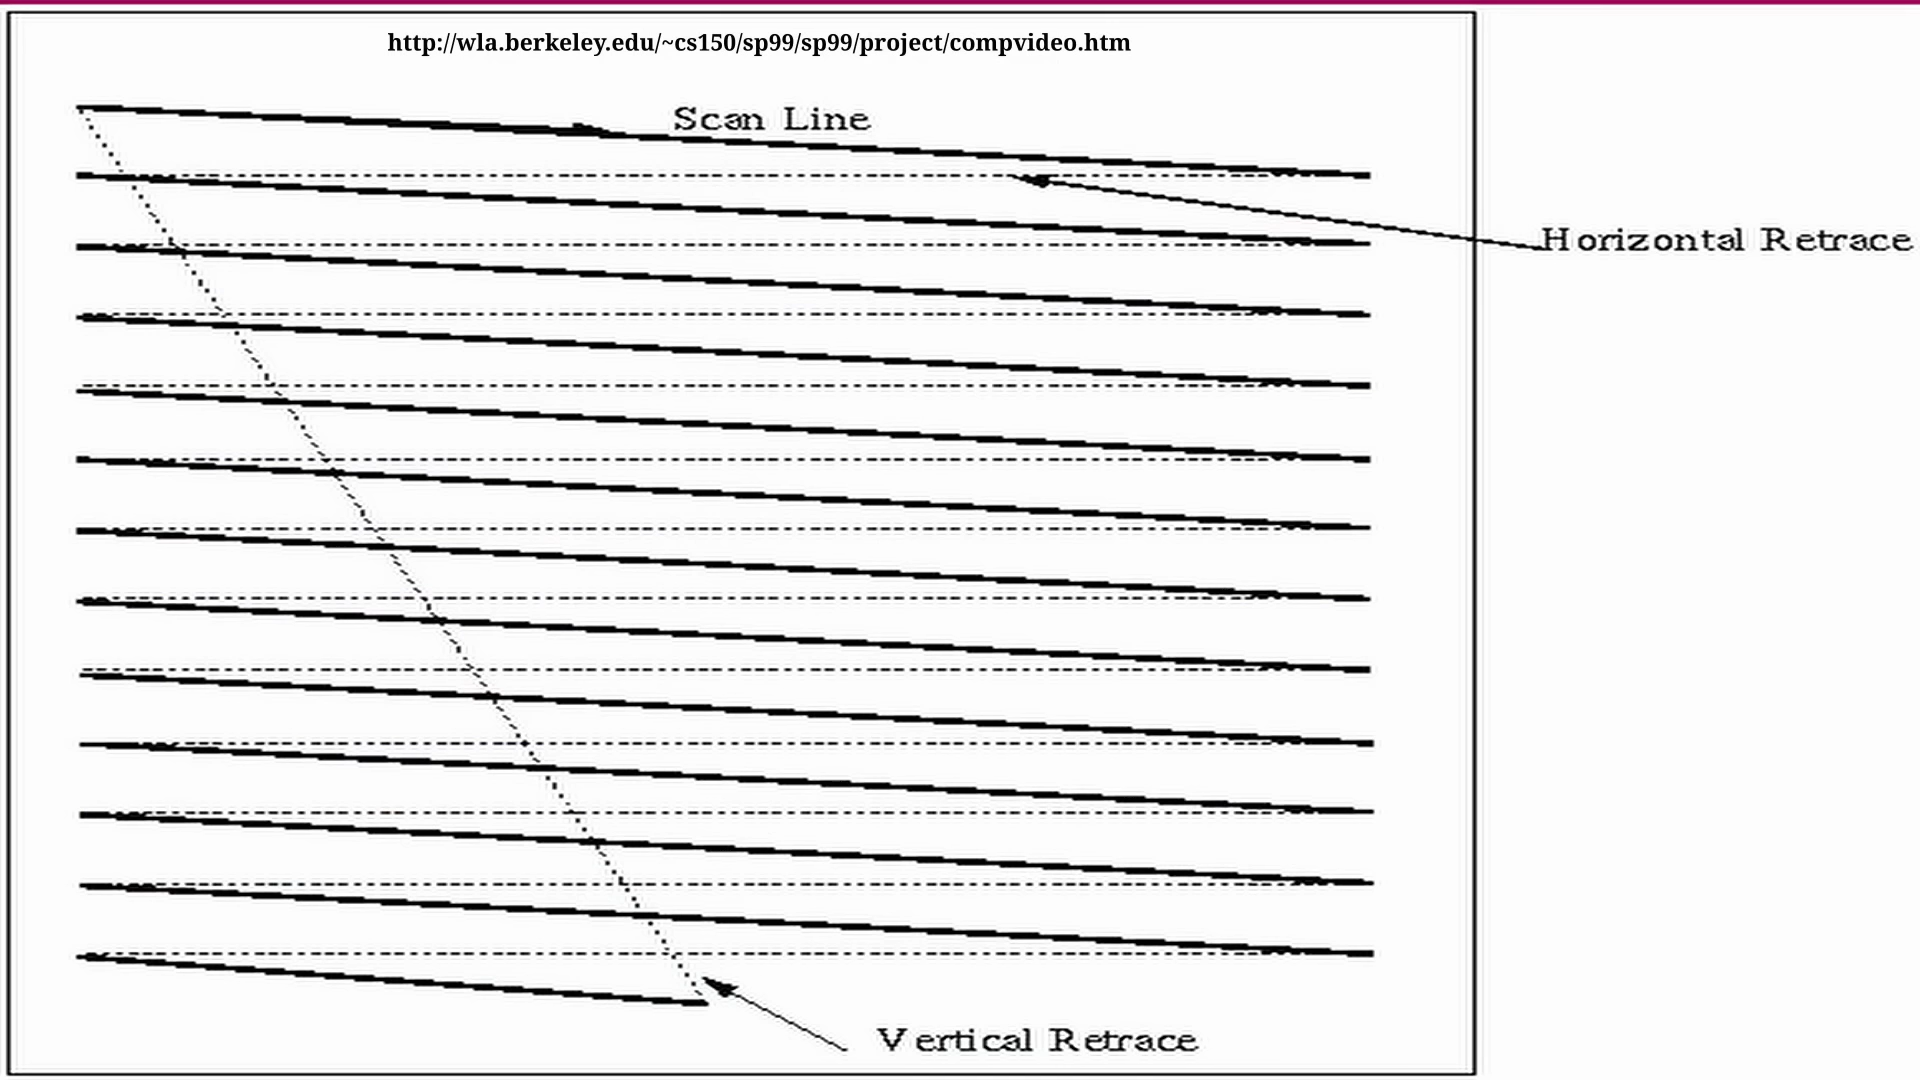 http://wla.berkeley.edu/~cs150/sp99/sp99/project/compvideo.htm
Scan Line
Horizontal Retrace
Vertical Retrace